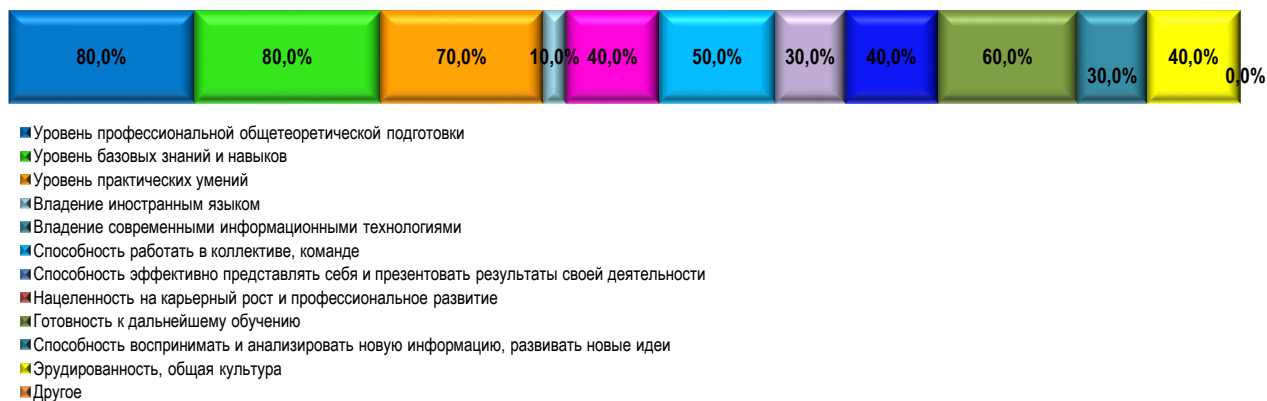 80,0% 80,0% 70,0% 10,0% 40,0% 50,0% 30,0% 40,0% 60,0% 30,0% 40,0% 0,0%
Уровень профессиональной общетеоретической подготовки
Уровень базовых знаний и навыков
Уровень практических умений
Владение иностранным языком
Владение современными информационными технологиями
Способность работать в коллективе, команде
Способность эффективно представлять себя и презентовать результаты своей деятельности
Нацеленность на карьерный рост и профессиональное развитие
Готовность к дальнейшему обучению
Способность воспринимать и анализировать новую информацию, развивать новые идеи
Эрудированность, общая культура
Другое